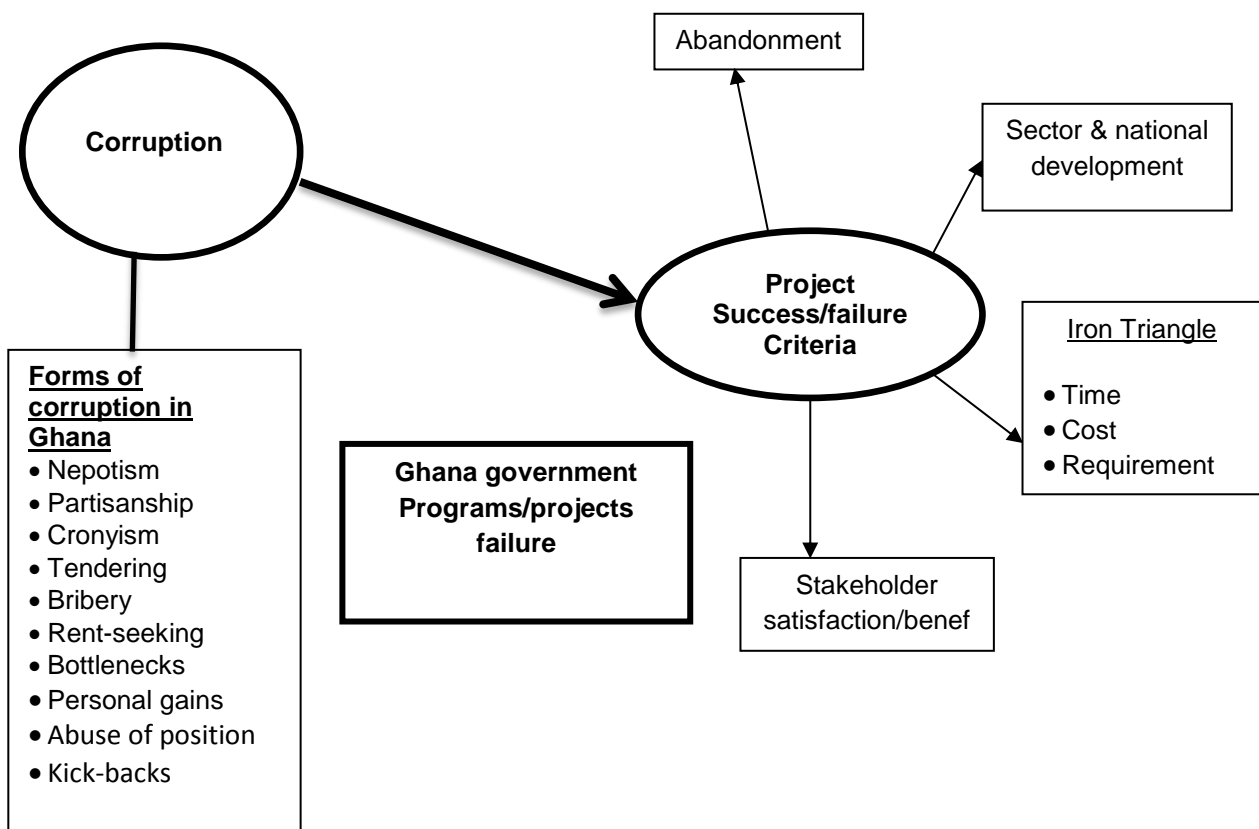 Abandonment
Corruption
Sector & national
development
Project
Success/failure
Criteria
Iron Triangle
• Time
• Cost
• Requirement
Forms of
corruption in
Ghana
• Nepotism
• Partisanship
• Cronyism
• Tendering
• Bribery
• Rent-seeking
• Bottlenecks
• Personal gains
• Abuse of position
• Kick-backs
Ghana government
Programs/projects
failure
Stakeholder
satisfaction/benef